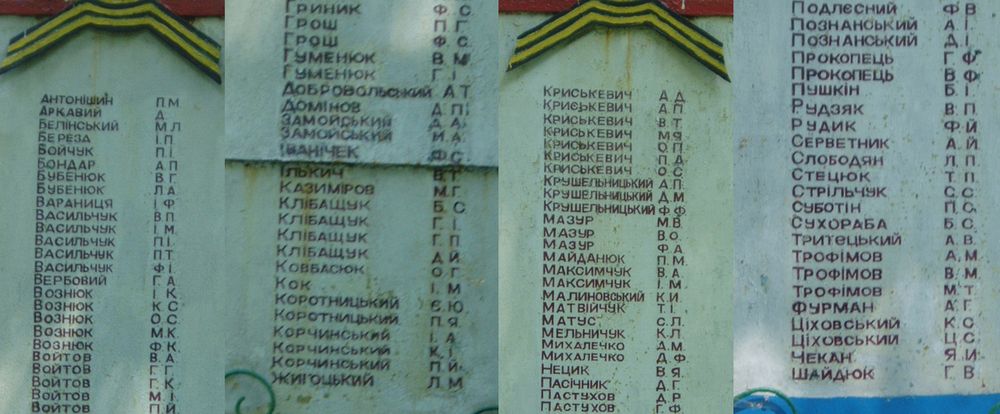 Антонішин П.М.
Аркавий Д.
Белінський М.Л.
Береза І.П.
Бойчук П.І.
Бондар А.П.
Бубенюк В.Г.
Бубенюк Л.А.
Вараниця І.Ф.
Васильчук В.П.
Васильчук І.М.
Васильчук П.І.
Васильчук П.Т.
Васильчук Ф.І.
Вербовий Г.А.
Вознюк І.К.
Вознюк К.С.
Вознюк О.С.
Вознюк М.К.
Вознюк Ф.К.
Войтов В.А.
Войтов Г.Г.
Войтов Г.К.
Войтов М.І.
Войтов П.Й.
Гриник Ф.С.
Грош П.Г.
Грош Ф.С.
Гуменюк В.М.
Гуменюк Г.І.
Добровольський А.Т.
Домінов А.П.
Замойський Д.А.
Замойський М.А.
Іванічек Ф.С.
Ількич В.Т.
Казиміров М.Г.
Клібащук Б.С.
Клібащук Г.І.
Клібащук Г.П.
Клібащук Д.Й.
Ковбасюк О.Г.
Кок І.М.
Коротницький Є.Ю.
Коротницький П.Я.
Корчинський І.А.
Корчинський К.І.
Корчинський П.Й.
Жигоцький Л.М.
Криськевич А.Д.
Криськевич А.П.
Криськевич В.Т.
Криськевич М.Я.
Криськевич О.П.
Криськевич П.А.
Криськевич О.С.
Крушельницький А.П.
Крушельницький Д.М.
Крушельницький Ф.Ф.
Мазур М.В.
Мазур В.О.
Мазур Ф.А.
Майданюк П.М.
Максимчук В.А.
Максимчук І.М.
Малиновський К.И.
Матвійчук Т.І.
Матус С.Л.
Мельничук К.Л.
Михалечко А.М.
Михалечко Д.Ф.
Нецик В.Я.
Пасічник Д.Г.
Пастухов Д.Р.
Пастухов Г.Ф.
Подлєсний Ф.В.
Познанський А.І.
Познанський Д.І.
Прокопець Г.Ф.
Прокопець В.Ф.
Пушкін Б.І.
Рудзяк В.П.
Рудик Ф.Й.
Серветник А.Й.
Слободян Л.П.
Стецюк Т.П.
Стрільчук С.С.
Суботін П.С.
Сухораба Б.С.
Тритецький А.В.
Трофімов А.М.
Трофімов В.М.
Трофімов М.Т.
Фурман А.Г.
Ціховський К.С.
Ціховський Ц.С.
Чекан Я.И.
Шайдюк Г.В.